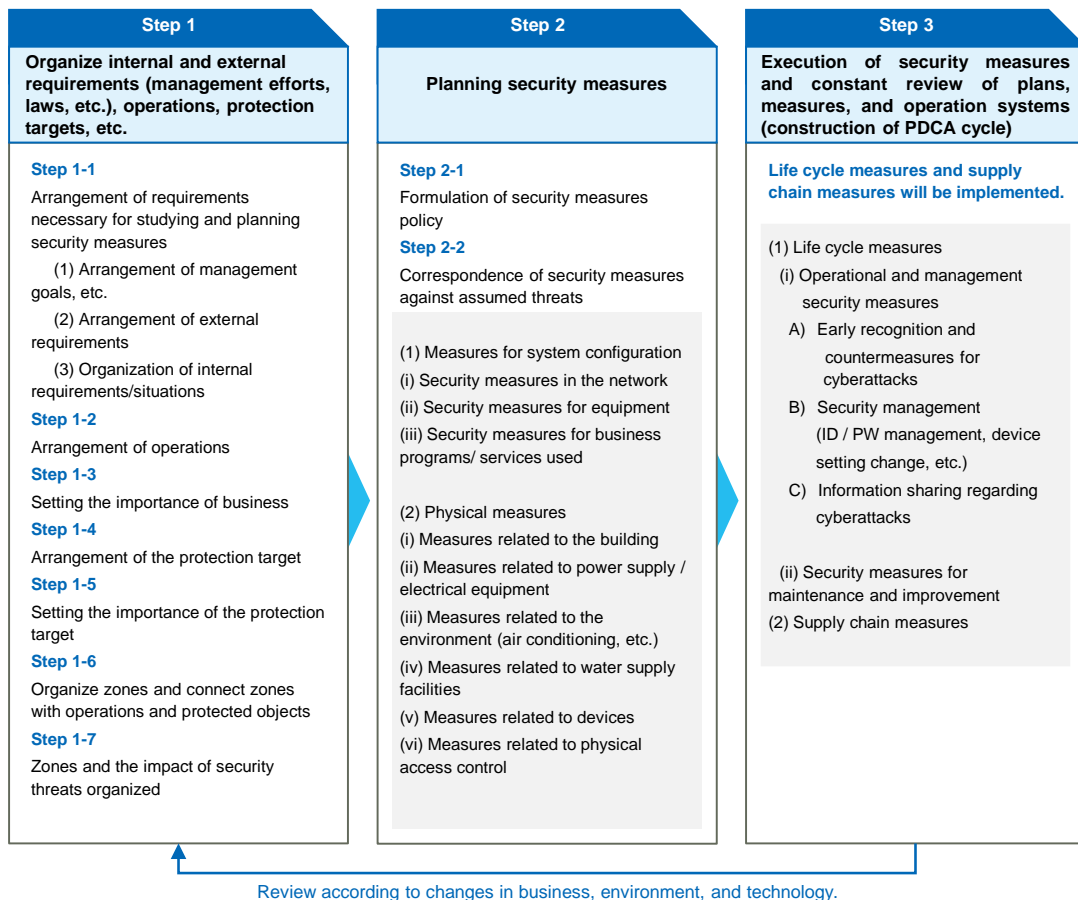 Step 1
Organize internal and external
requirements (management efforts,
laws, etc.), operations, protection
targets, etc.
Step 1-1
Arrangement of requirements
necessary for studying and planning
security measures
(1) Arrangement of management
goals, etc.
(2) Arrangement of external
requirements
(3) Organization of internal
requirements/situations
Step 1-2
Arrangement of operations
Step 1-3
Setting the importance of business
Step 1-4
Arrangement of the protection target
Step 1-5
Setting the importance of the protection
target
Step 1-6
Organize zones and connect zones
with operations and protected objects
Step 1-7
Zones and the impact of security
threats organized
Step 2
Planning security measures
Step 2-1
Formulation of security measures
policy
Step 2-2
Correspondence of security measures
against assumed threats
(1) Measures for system configuration
(i) Security measures in the network
(ii) Security measures for equipment
(iii) Security measures for business
programs/ services used
(2) Physical measures
(i) Measures related to the building
(ii) Measures related to power supply /
electrical equipment
(iii) Measures related to the
environment (air conditioning, etc.)
(iv) Measures related to water supply
facilities
(v) Measures related to devices
(vi) Measures related to physical
access control
Step 3
Execution of security measures
and constant review of plans,
measures, and operation systems
(construction of PDCA cycle)
Life cycle measures and supply
chain measures will be implemented.
(1) Life cycle measures
(i) Operational and management
security measures
A) Early recognition and
countermeasures for
cyberattacks
B) Security management
(ID / PW management, device
setting change, etc.)
C) Information sharing regarding
cyberattacks
(ii) Security measures for
maintenance and improvement
(2) Supply chain measures
Review according to changes in business, environment, and technology.